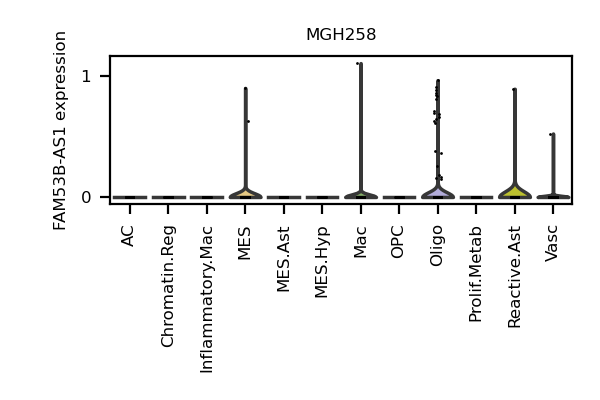 MGH258
FAM53B-AS1 expression
1
0
AC
Chromatin.Reg
Inflammatory.Mac
MES
MES.Ast
MES.Hyp
Mac
OPC
Oligo
Prolif.Metab
Reactive.Ast
Vasc